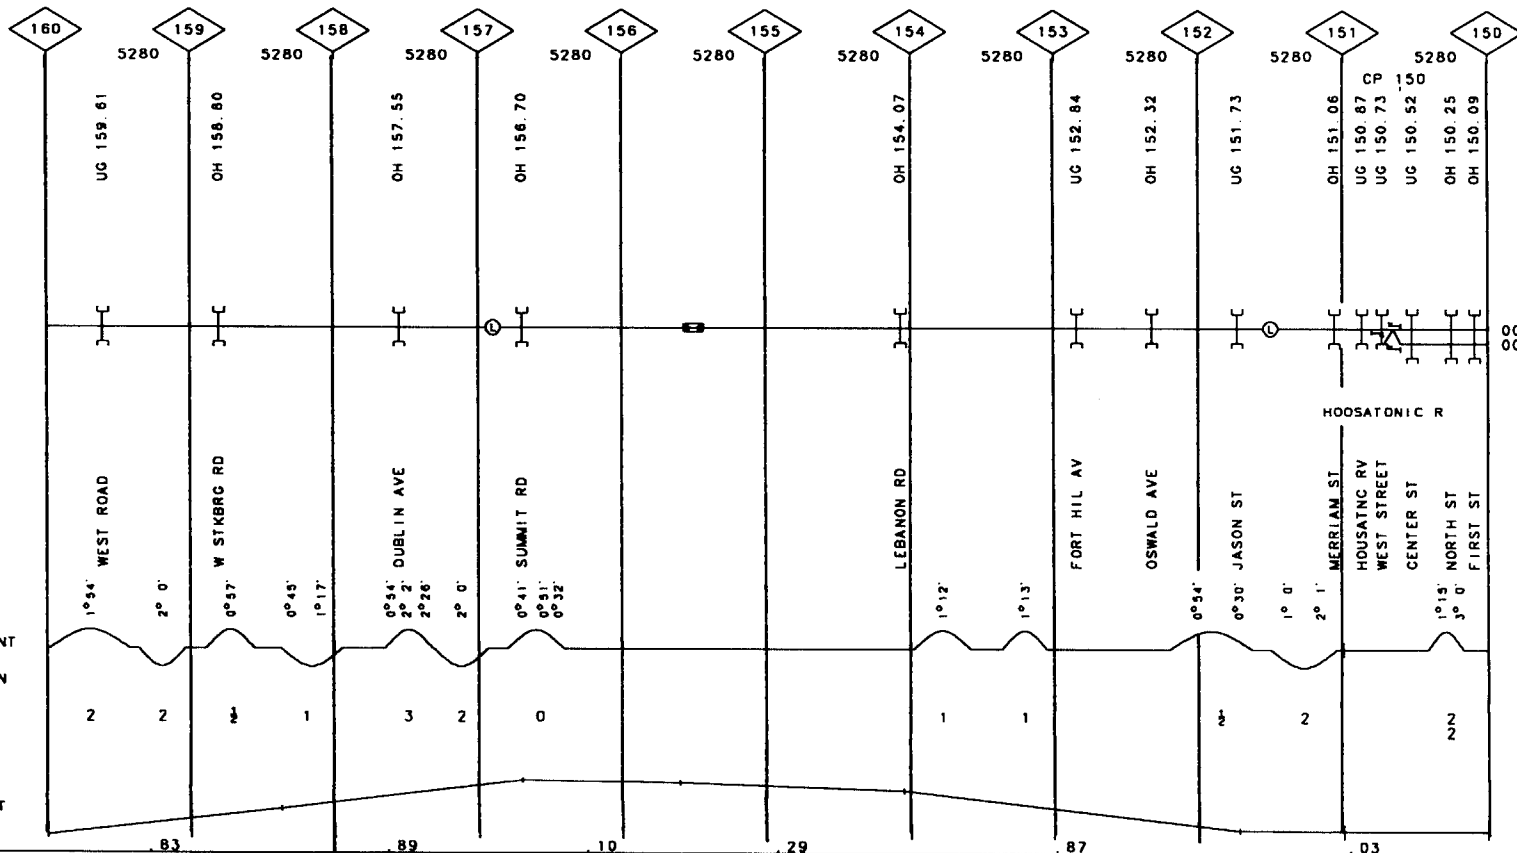 160 159 158 157 156 155 154 153 152 151 150
5280 5280 5280 5280 5280 5280 5280 5280 5280 5280
CP 150
UG 159.61
OH 158.80
OH 157.55
OH 156.70
OH 154.07
UG 152.84
OH 152.32
UG 151.73
OH 151.06
UG 150.87
UG 150.73
UG 150.52
OH 150.25
OH 150.09
L
L
HOOSATONIC R
WEST ROAD
W STKBRG RD
DUBLIN AVE
SUMMIT RD
LEBANON RD
FORT HIL AV
OSWALD AVE
JASON ST
MERRIAM ST
HOUSATNC RV
WEST STREET
CENTER ST
NORTH ST
FIRST ST
1°54'
2° 0'
0°57'
0°45'
1°17'
0°54'
2° 2'
2°26'
2° 0'
0°41'
0°51'
0°32'
1°12'
1°13'
0°54'
0°30'
1° 0'
2° 1'
1°15'
3° 0'
NT
N
2 2 ½ 1 3 2 0 1 1 ½ 2 2
2
T
.83 .89 .10 .29 .87 .03